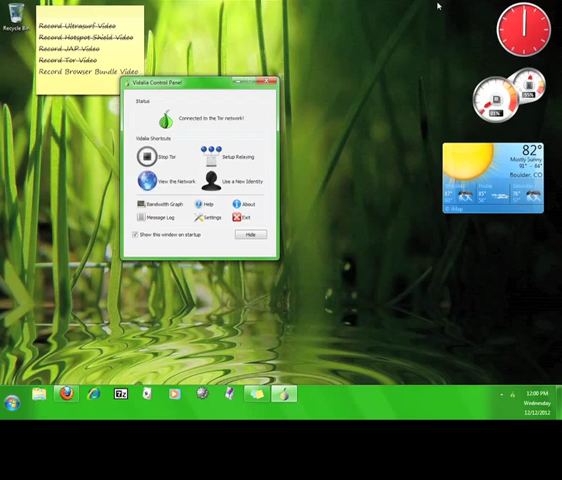 Recycle Bin
Record Ultrasurf Video
Record Hotspot Shield Video
Record JAP Video
Record Tor Video
Record Browser Bundle Video
Vidalia Control Panel
Status
Connected to the Tor network!
Vidalia Shortcuts
Stop Tor
Setup Relaying
View the Network
Use a New Identity
Bandwidth Graph
Help
About
Message Log
Settings
Exit
Show this window on startup
Hide
82°
Mostly Sunny
Boulder, CO
12:00 PM
Wednesday
12/12/2012